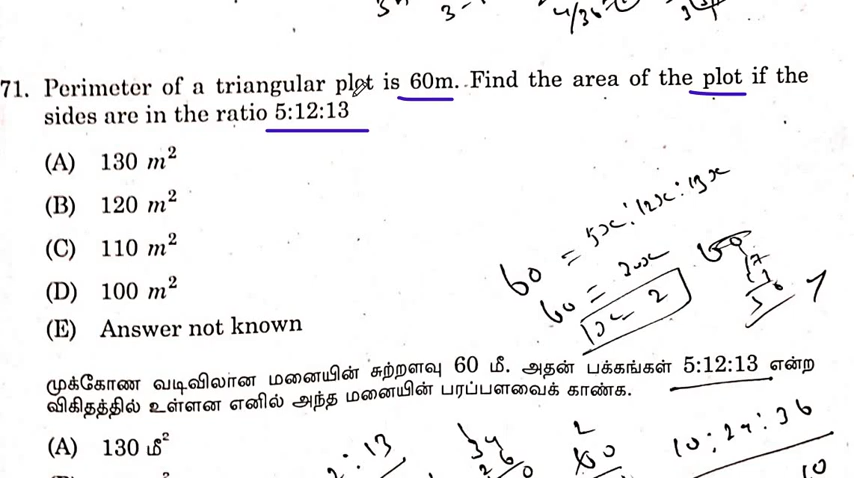 71. Perimeter of a triangular plot is 60m. Find the area of the plot if the
sides are in the ratio 5:12:13
(A) 130 m²
(B) 120 m²
(C) 110 m²
(D) 100 m²
(E) Answer not known
60 = 5x:12x:13x
60 = 30x
x = 2
முக்கோண வடிவிலான மனையின் சுற்றளவு 60 மீ. அதன் பக்கங்கள் 5:12:13 என்ற
விகிதத்தில் உள்ளன எனில் அந்த மனையின் பரப்பளவைக் காண்க.
(A) 130 மீ²
10:24:36